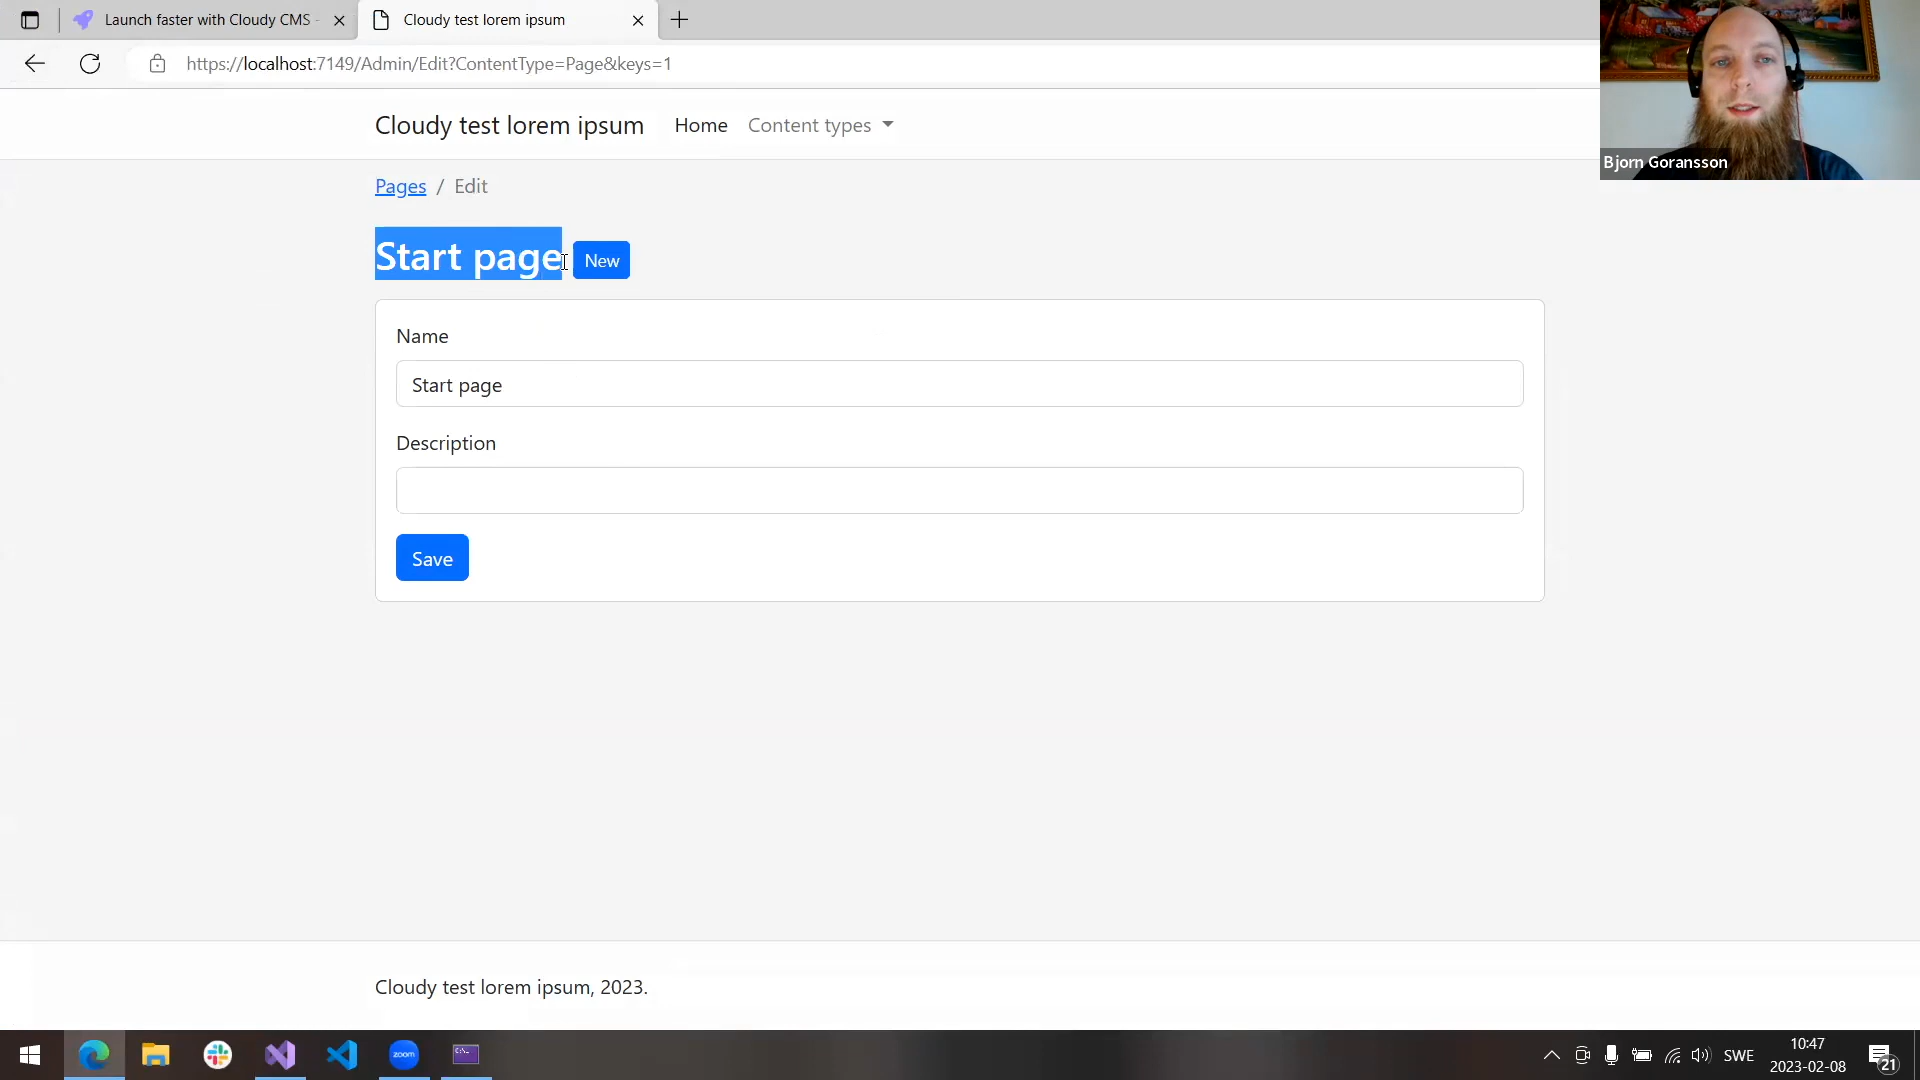 Launch faster with Cloudy CMS -
Cloudy test lorem ipsum
https://localhost:7149/Admin/Edit?ContentType=Page&keys=1
Cloudy test lorem ipsum
Home
Content types
Bjorn Goransson
Pages / Edit
Start page
New
Name
Start page
Description
Save
Cloudy test lorem ipsum, 2023.
zoom
C:\_
SWE
10:47
2023-02-08
21